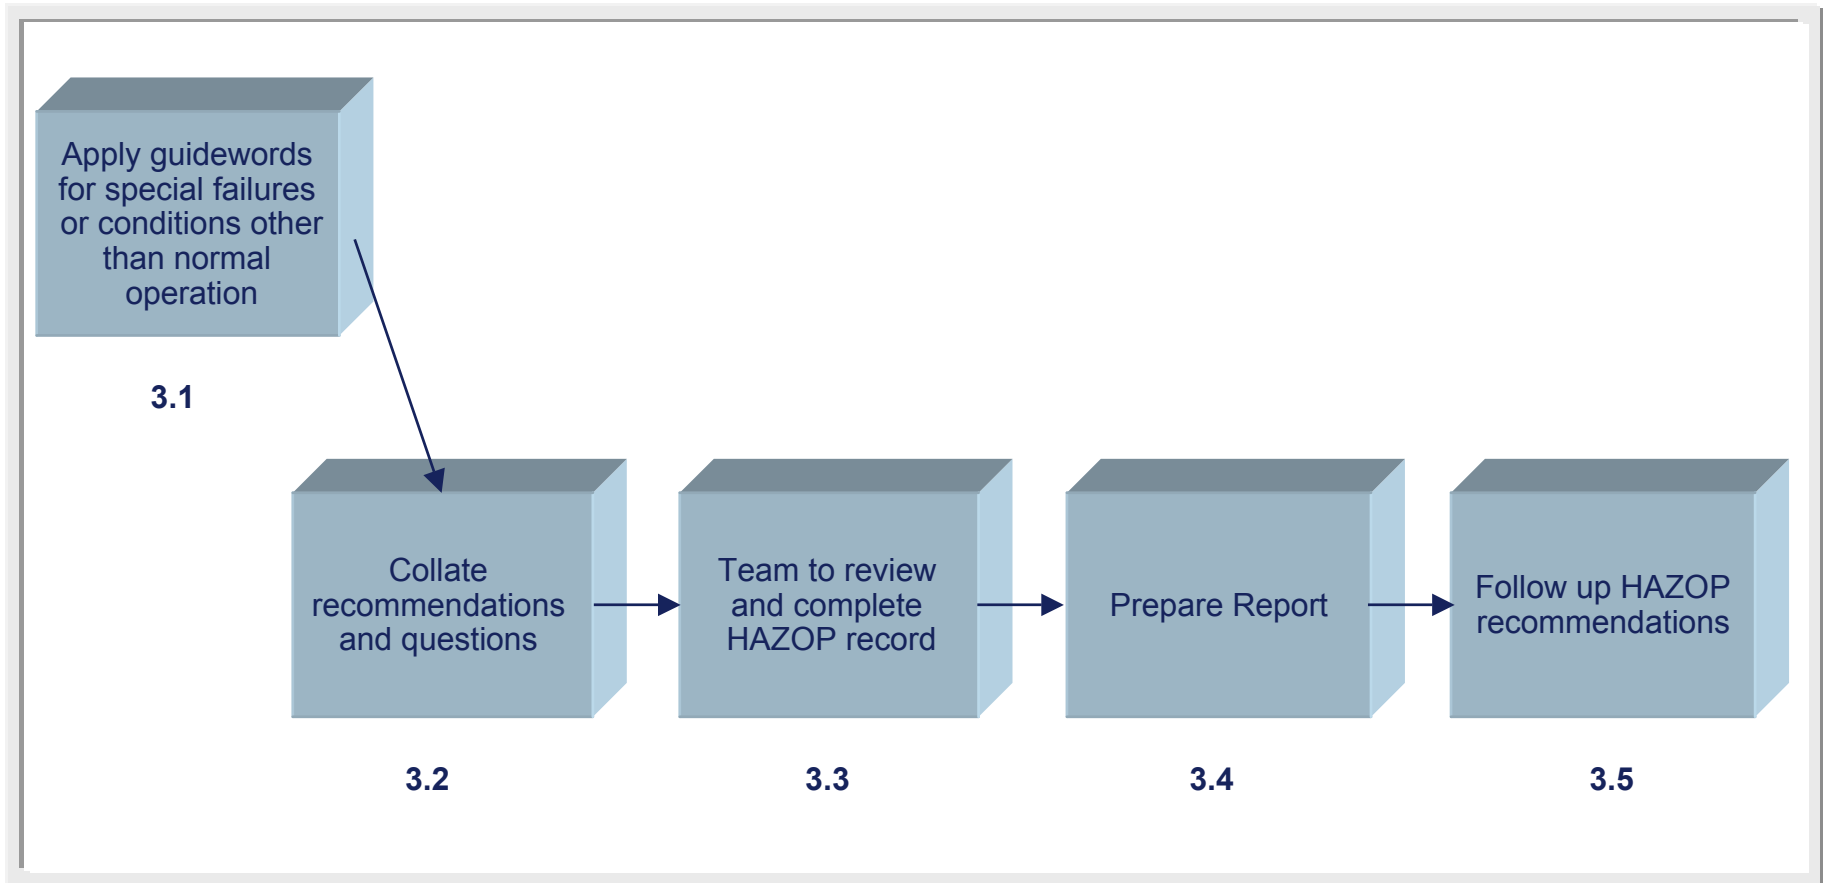 Apply guidewords
for special failures
or conditions other
than normal
operation
3.1
Collate
recommendations
and questions
3.2
Team to review
and complete
HAZOP record
3.3
Prepare Report
3.4
Follow up HAZOP
recommendations
3.5